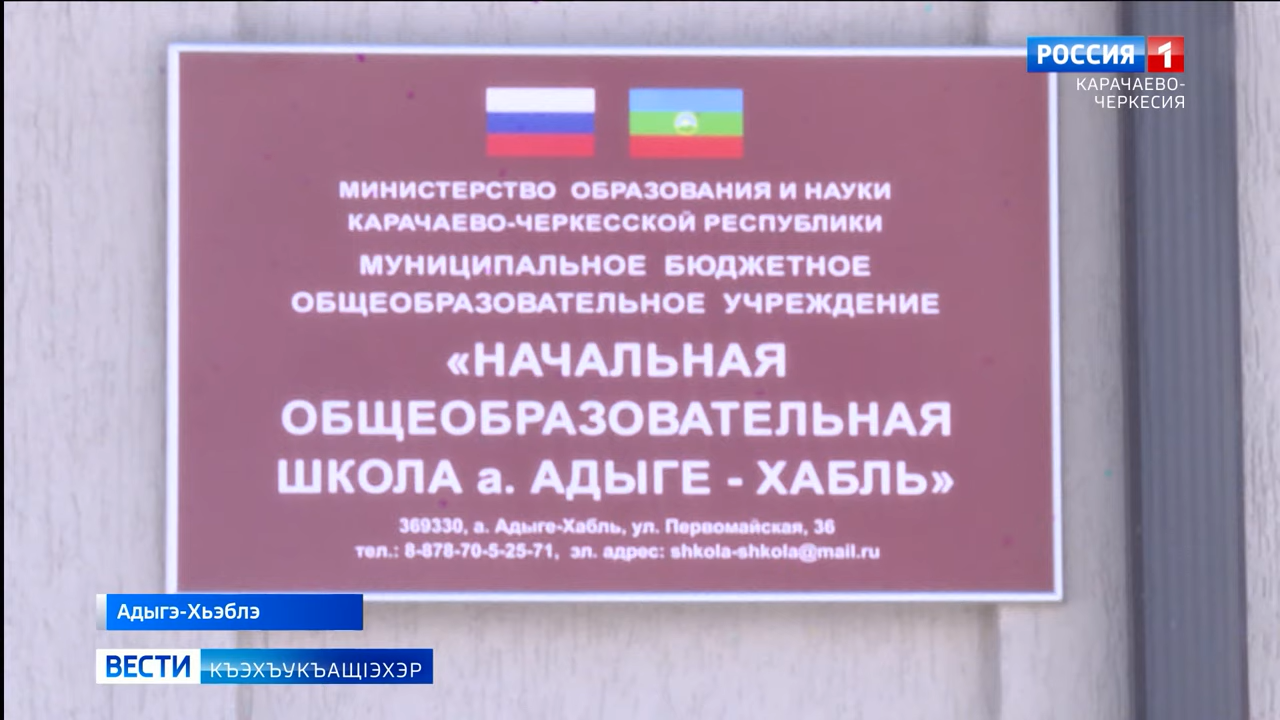 РОССИЯ 1
КАРАЧАЕВО-
ЧЕРКЕСИЯ
МИНИСТЕРСТВО ОБРАЗОВАНИЯ И НАУКИ
КАРАЧАЕВО-ЧЕРКЕССКОЙ РЕСПУБЛИКИ
МУНИЦИПАЛЬНОЕ БЮДЖЕТНОЕ
ОБЩЕОБРАЗОВАТЕЛЬНОЕ УЧРЕЖДЕНИЕ
«НАЧАЛЬНАЯ
ОБЩЕОБРАЗОВАТЕЛЬНАЯ
ШКОЛА а. АДЫГЕ - ХАБЛЬ»
369330, а. Адыге-Хабль, ул. Первомайская, 36
тел.: 8-878-70-5-25-71, эл. адрес: shkola-shkola@mail.ru
Адыгэ-Хьэблэ
ВЕСТИ КЪЭХЪУКЪАЩІЭХЭР